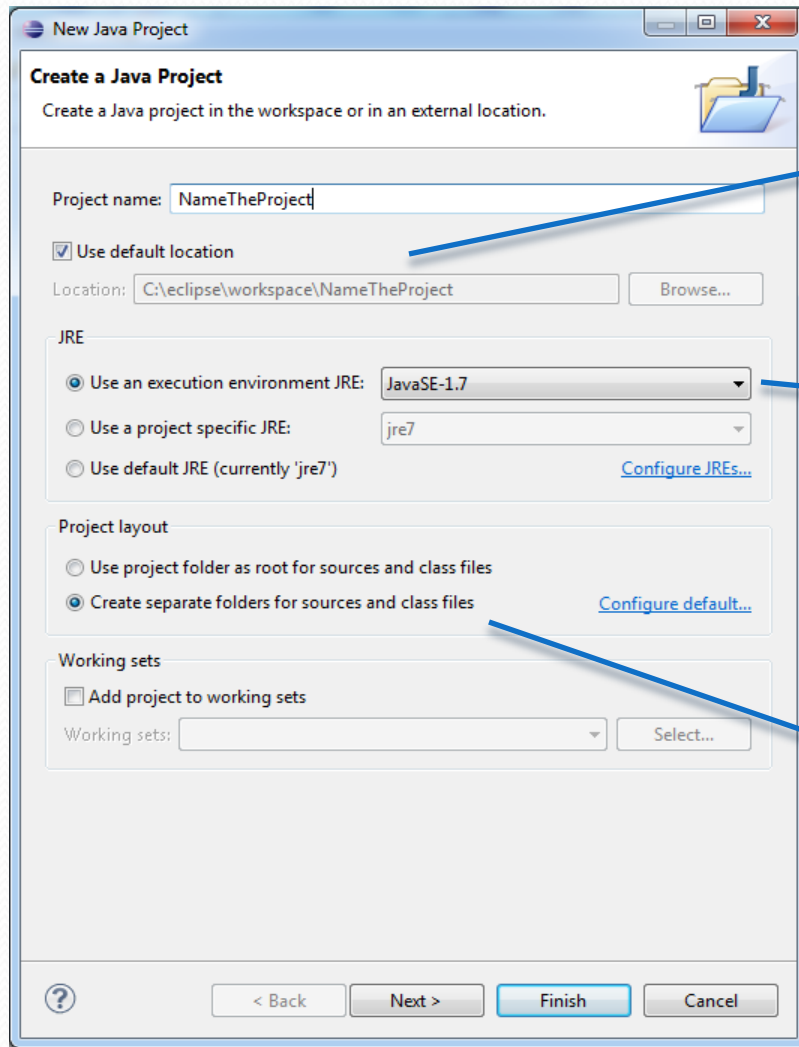 New Java Project
Create a Java Project
Create a Java project in the workspace or in an external location.
Project name: NameTheProject
Use default location
Location: C:\eclipse\workspace\NameTheProject Browse...
JRE
Use an execution environment JRE: JavaSE-1.7
Use a project specific JRE: jre7
Use default JRE (currently 'jre7') Configure JREs...
Project layout
Use project folder as root for sources and class files
Create separate folders for sources and class files Configure default...
Working sets
Add project to working sets
Working sets: Select...
? < Back Next > Finish Cancel